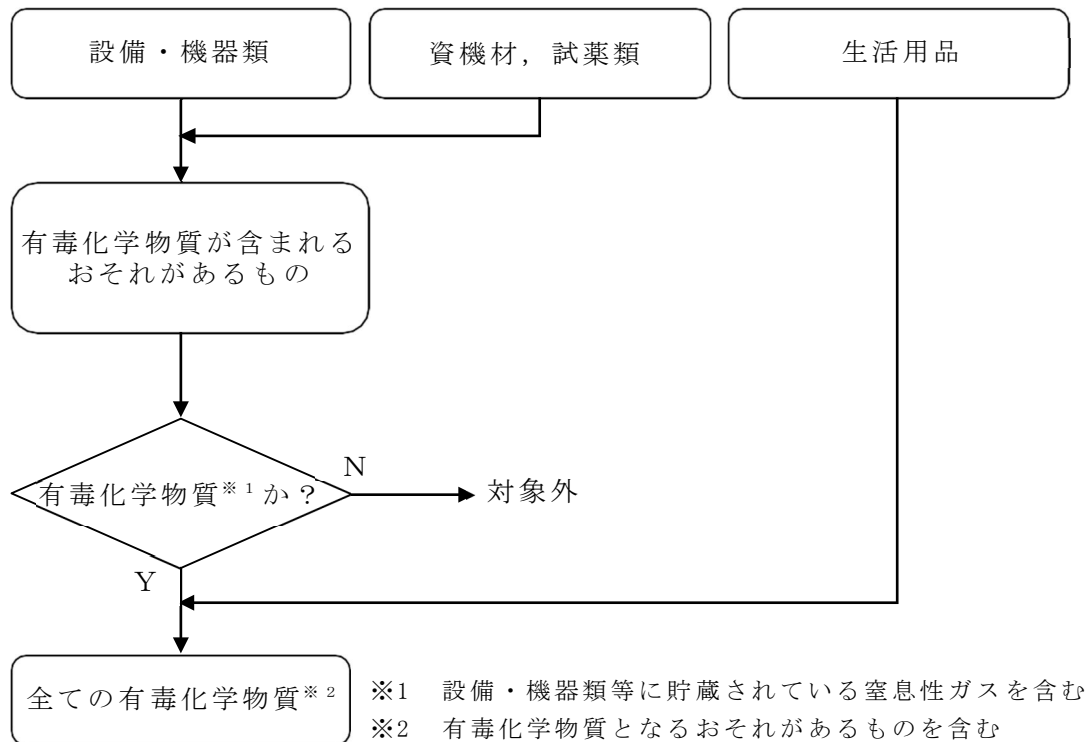 設備・機器類
資機材，試薬類
生活用品
有毒化学物質が含まれる
おそれがあるもの
有毒化学物質※1か？
N
対象外
Y
全ての有毒化学物質※2
※1　設備・機器類等に貯蔵されている窒息性ガスを含む
※2　有毒化学物質となるおそれがあるものを含む